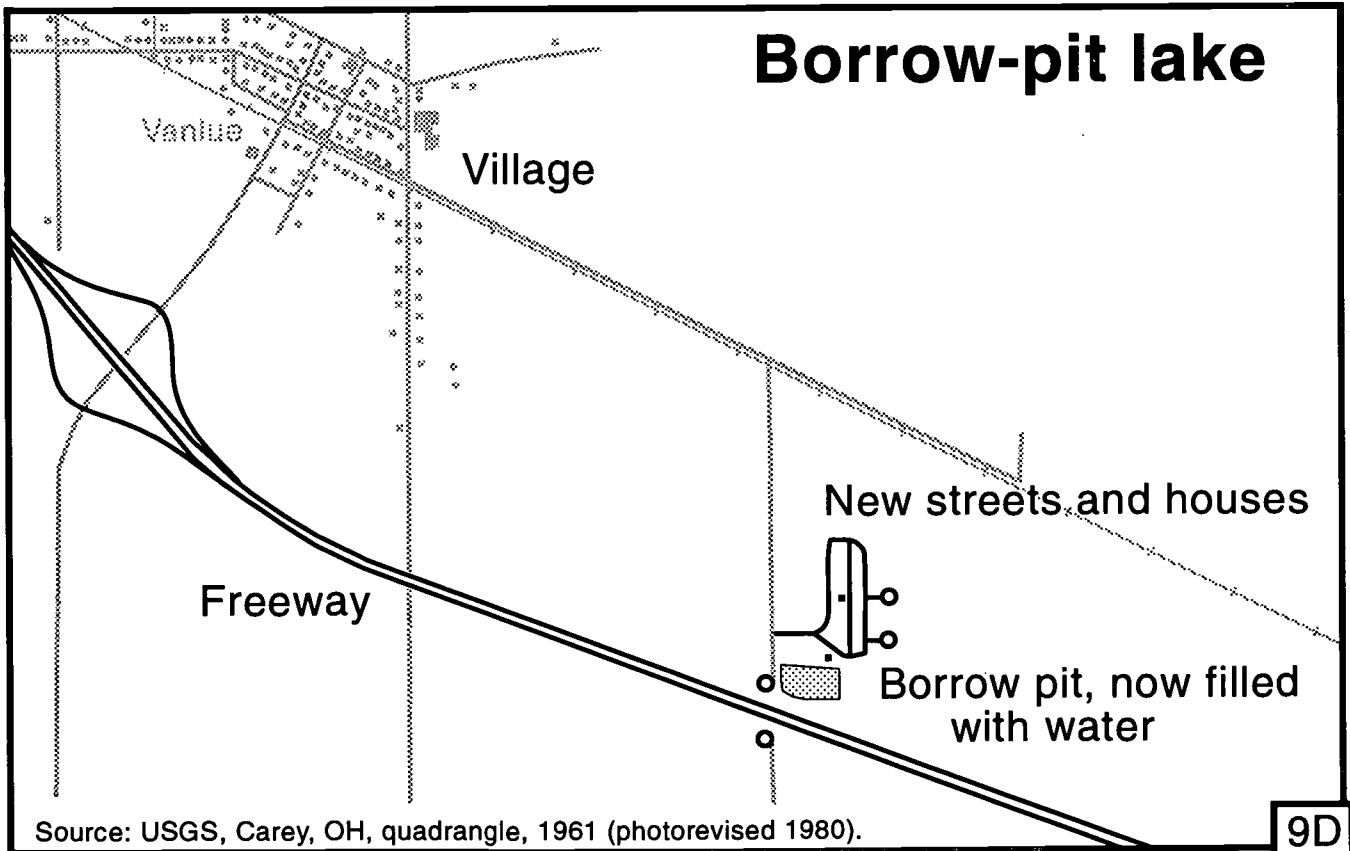 Borrow-pit lake
Vanlue
Village
New streets and houses
Freeway
Borrow pit, now filled
with water
Source: USGS, Carey, OH, quadrangle, 1961 (photorevised 1980).
9D